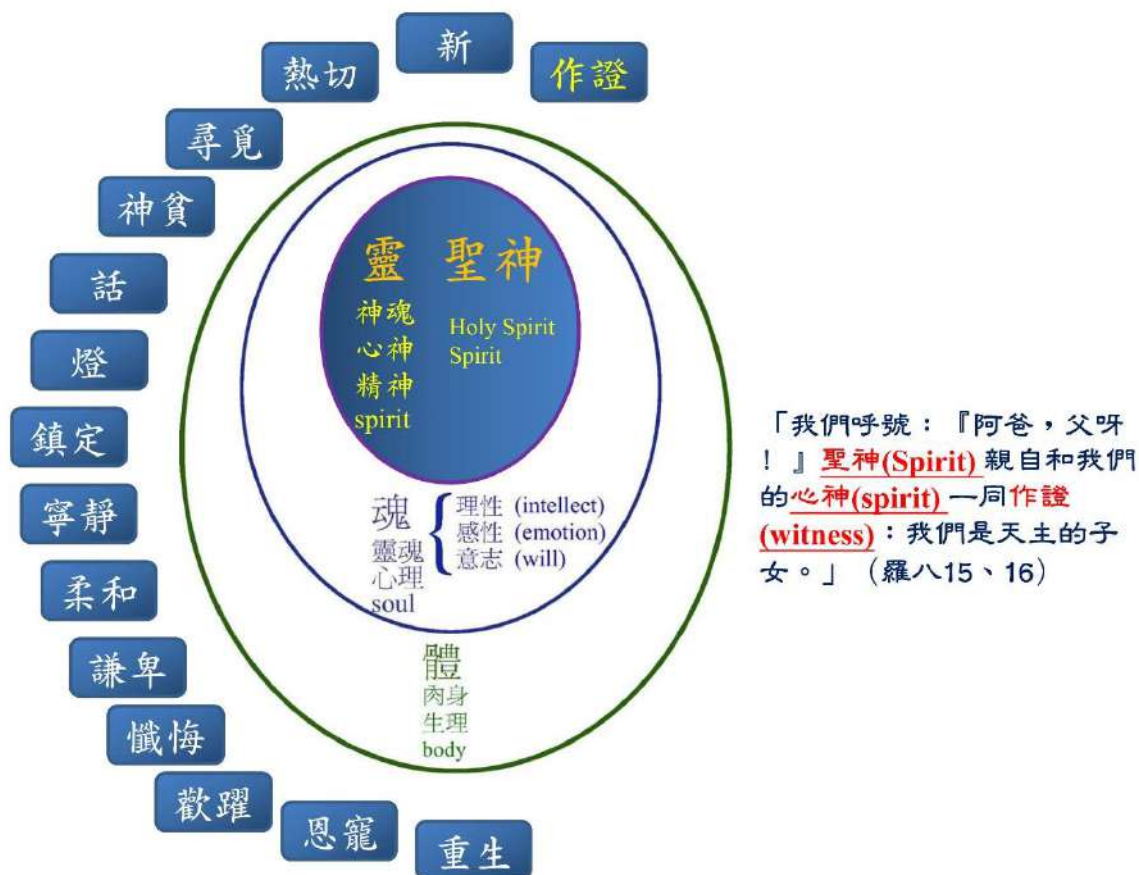 新
熱切
作證
尋覓
神貧
話
燈
鎮定
寧靜
柔和
謙卑
懺悔
歡躍
恩寵
重生
靈 聖神
神魂
心神
精神
spirit
Holy Spirit
Spirit
魂
靈魂
心理
soul
理性 (intellect)
感性 (emotion)
意志 (will)
體
肉身
生理
body
「我們呼號：『阿爸，父呀
！』聖神(Spirit) 親自和我們
的心神(spirit) 一同作證
(witness)：我們是天主的子
女。」（羅八15、16）